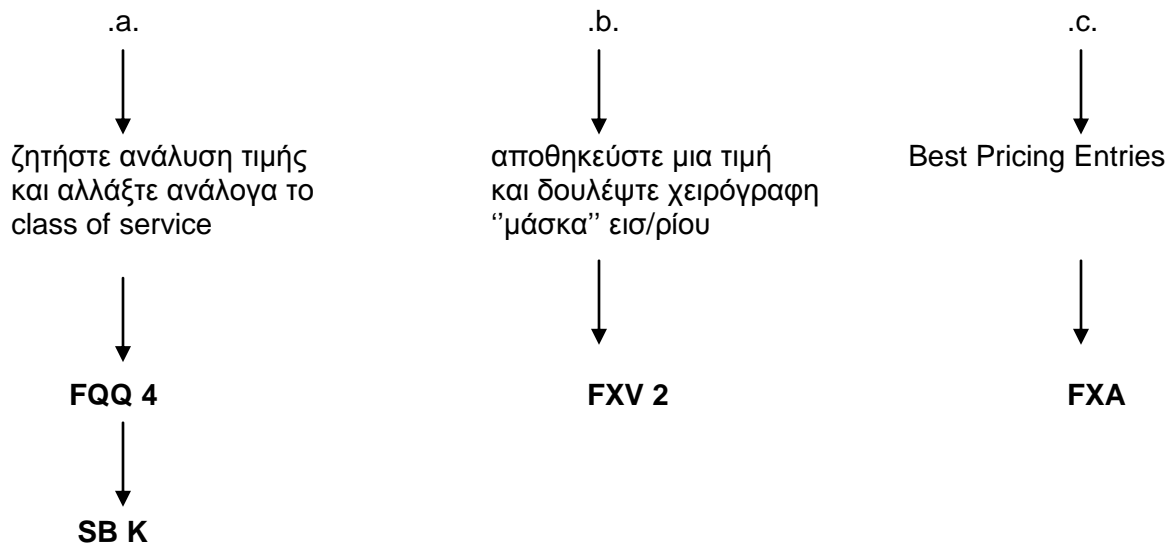 .a.
ζητήστε ανάλυση τιμής
και αλλάξτε ανάλογα το
class of service
FQQ 4
SB K
.b.
αποθηκεύστε μια τιμή
και δουλέψτε χειρόγραφη
‘’μάσκα’’ εισ/ρίου
FXV 2
.c.
Best Pricing Entries
FXA